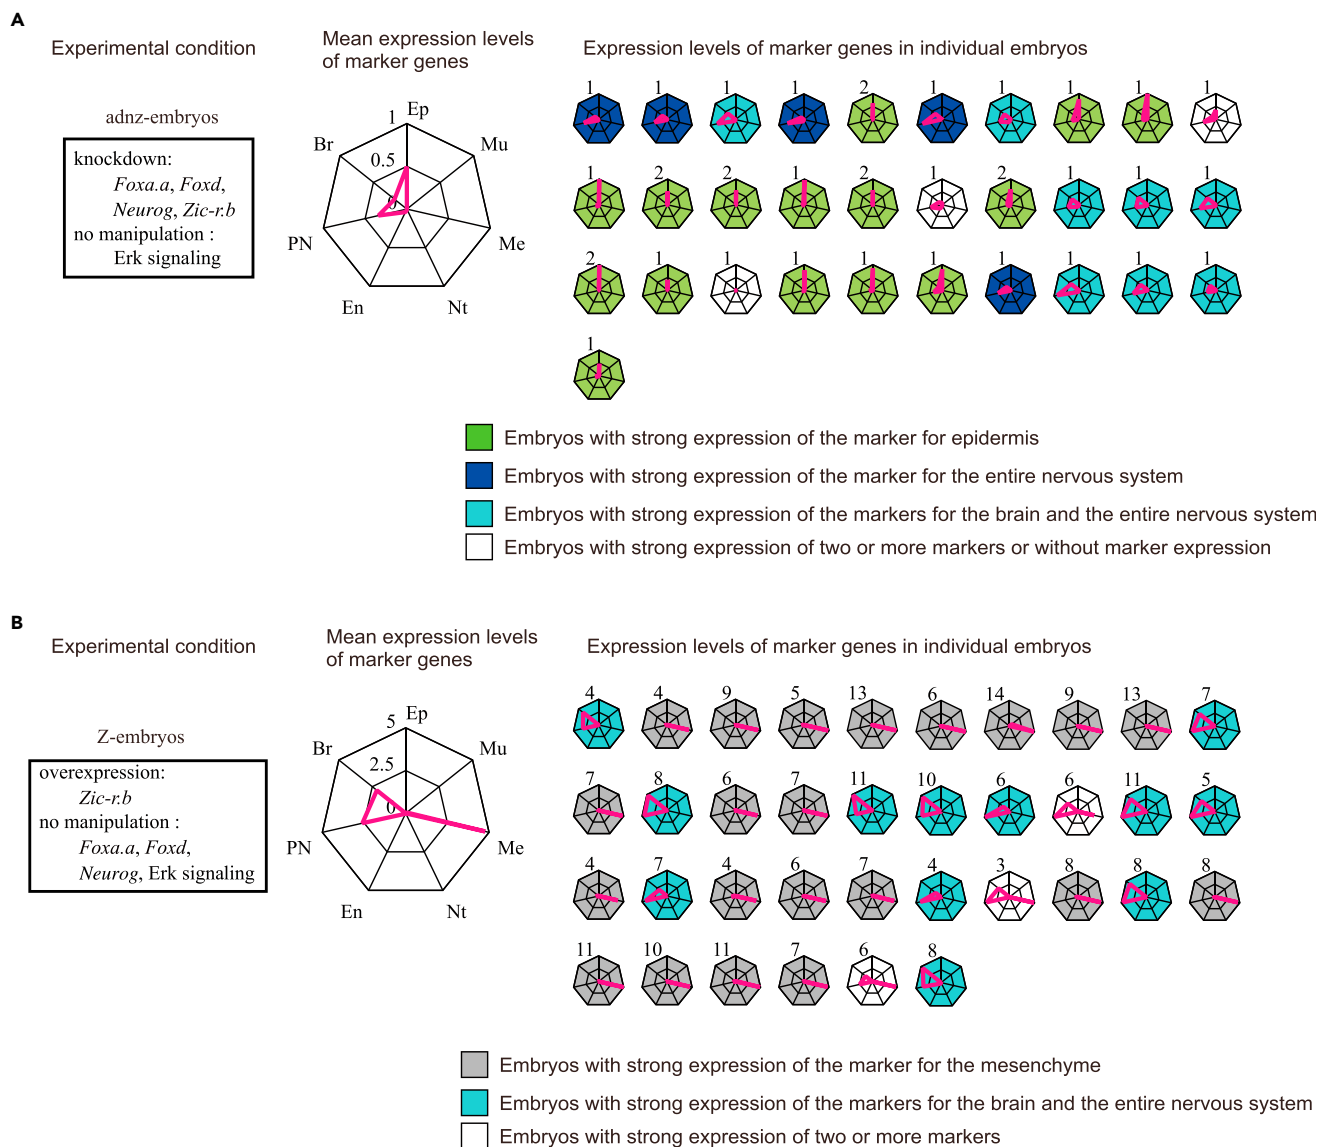 A
Experimental condition
Mean expression levels
of marker genes
Expression levels of marker genes in individual embryos
adnz-embryos
knockdown:
Foxa.a, Foxd,
Neurog, Zic-r.b
no manipulation :
Erk signaling
1
Ep
Br
0.5
Mu
0
PN
Me
En
Nt
1 1 1 1 2 1 1 1 1 1
1 2 2 1 2 1 2 1 1 1
2 1 1 1 1 1 1 1 1 1
1
Embryos with strong expression of the marker for epidermis
Embryos with strong expression of the marker for the entire nervous system
Embryos with strong expression of the markers for the brain and the entire nervous system
Embryos with strong expression of two or more markers or without marker expression
B
Experimental condition
Mean expression levels
of marker genes
Expression levels of marker genes in individual embryos
Z-embryos
overexpression:
Zic-r.b
no manipulation :
Foxa.a, Foxd,
Neurog, Erk signaling
5
Ep
Br
2.5
Mu
0
PN
Me
En
Nt
4 4 9 5 13 6 14 9 13 7
7 8 6 7 11 10 6 6 11 5
4 7 4 6 7 4 3 8 8 8
11 10 11 7 6 8
Embryos with strong expression of the marker for the mesenchyme
Embryos with strong expression of the markers for the brain and the entire nervous system
Embryos with strong expression of two or more markers